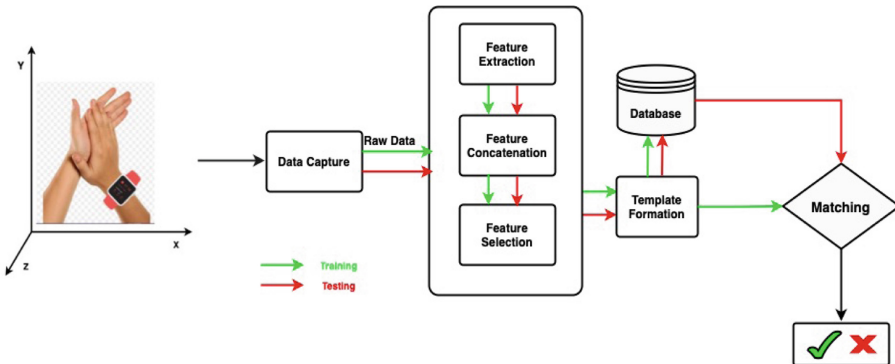 Y
X
Z
Data Capture
Raw Data
Feature
Extraction
Feature
Concatenation
Feature
Selection
Training
Testing
Database
Template
Formation
Matching